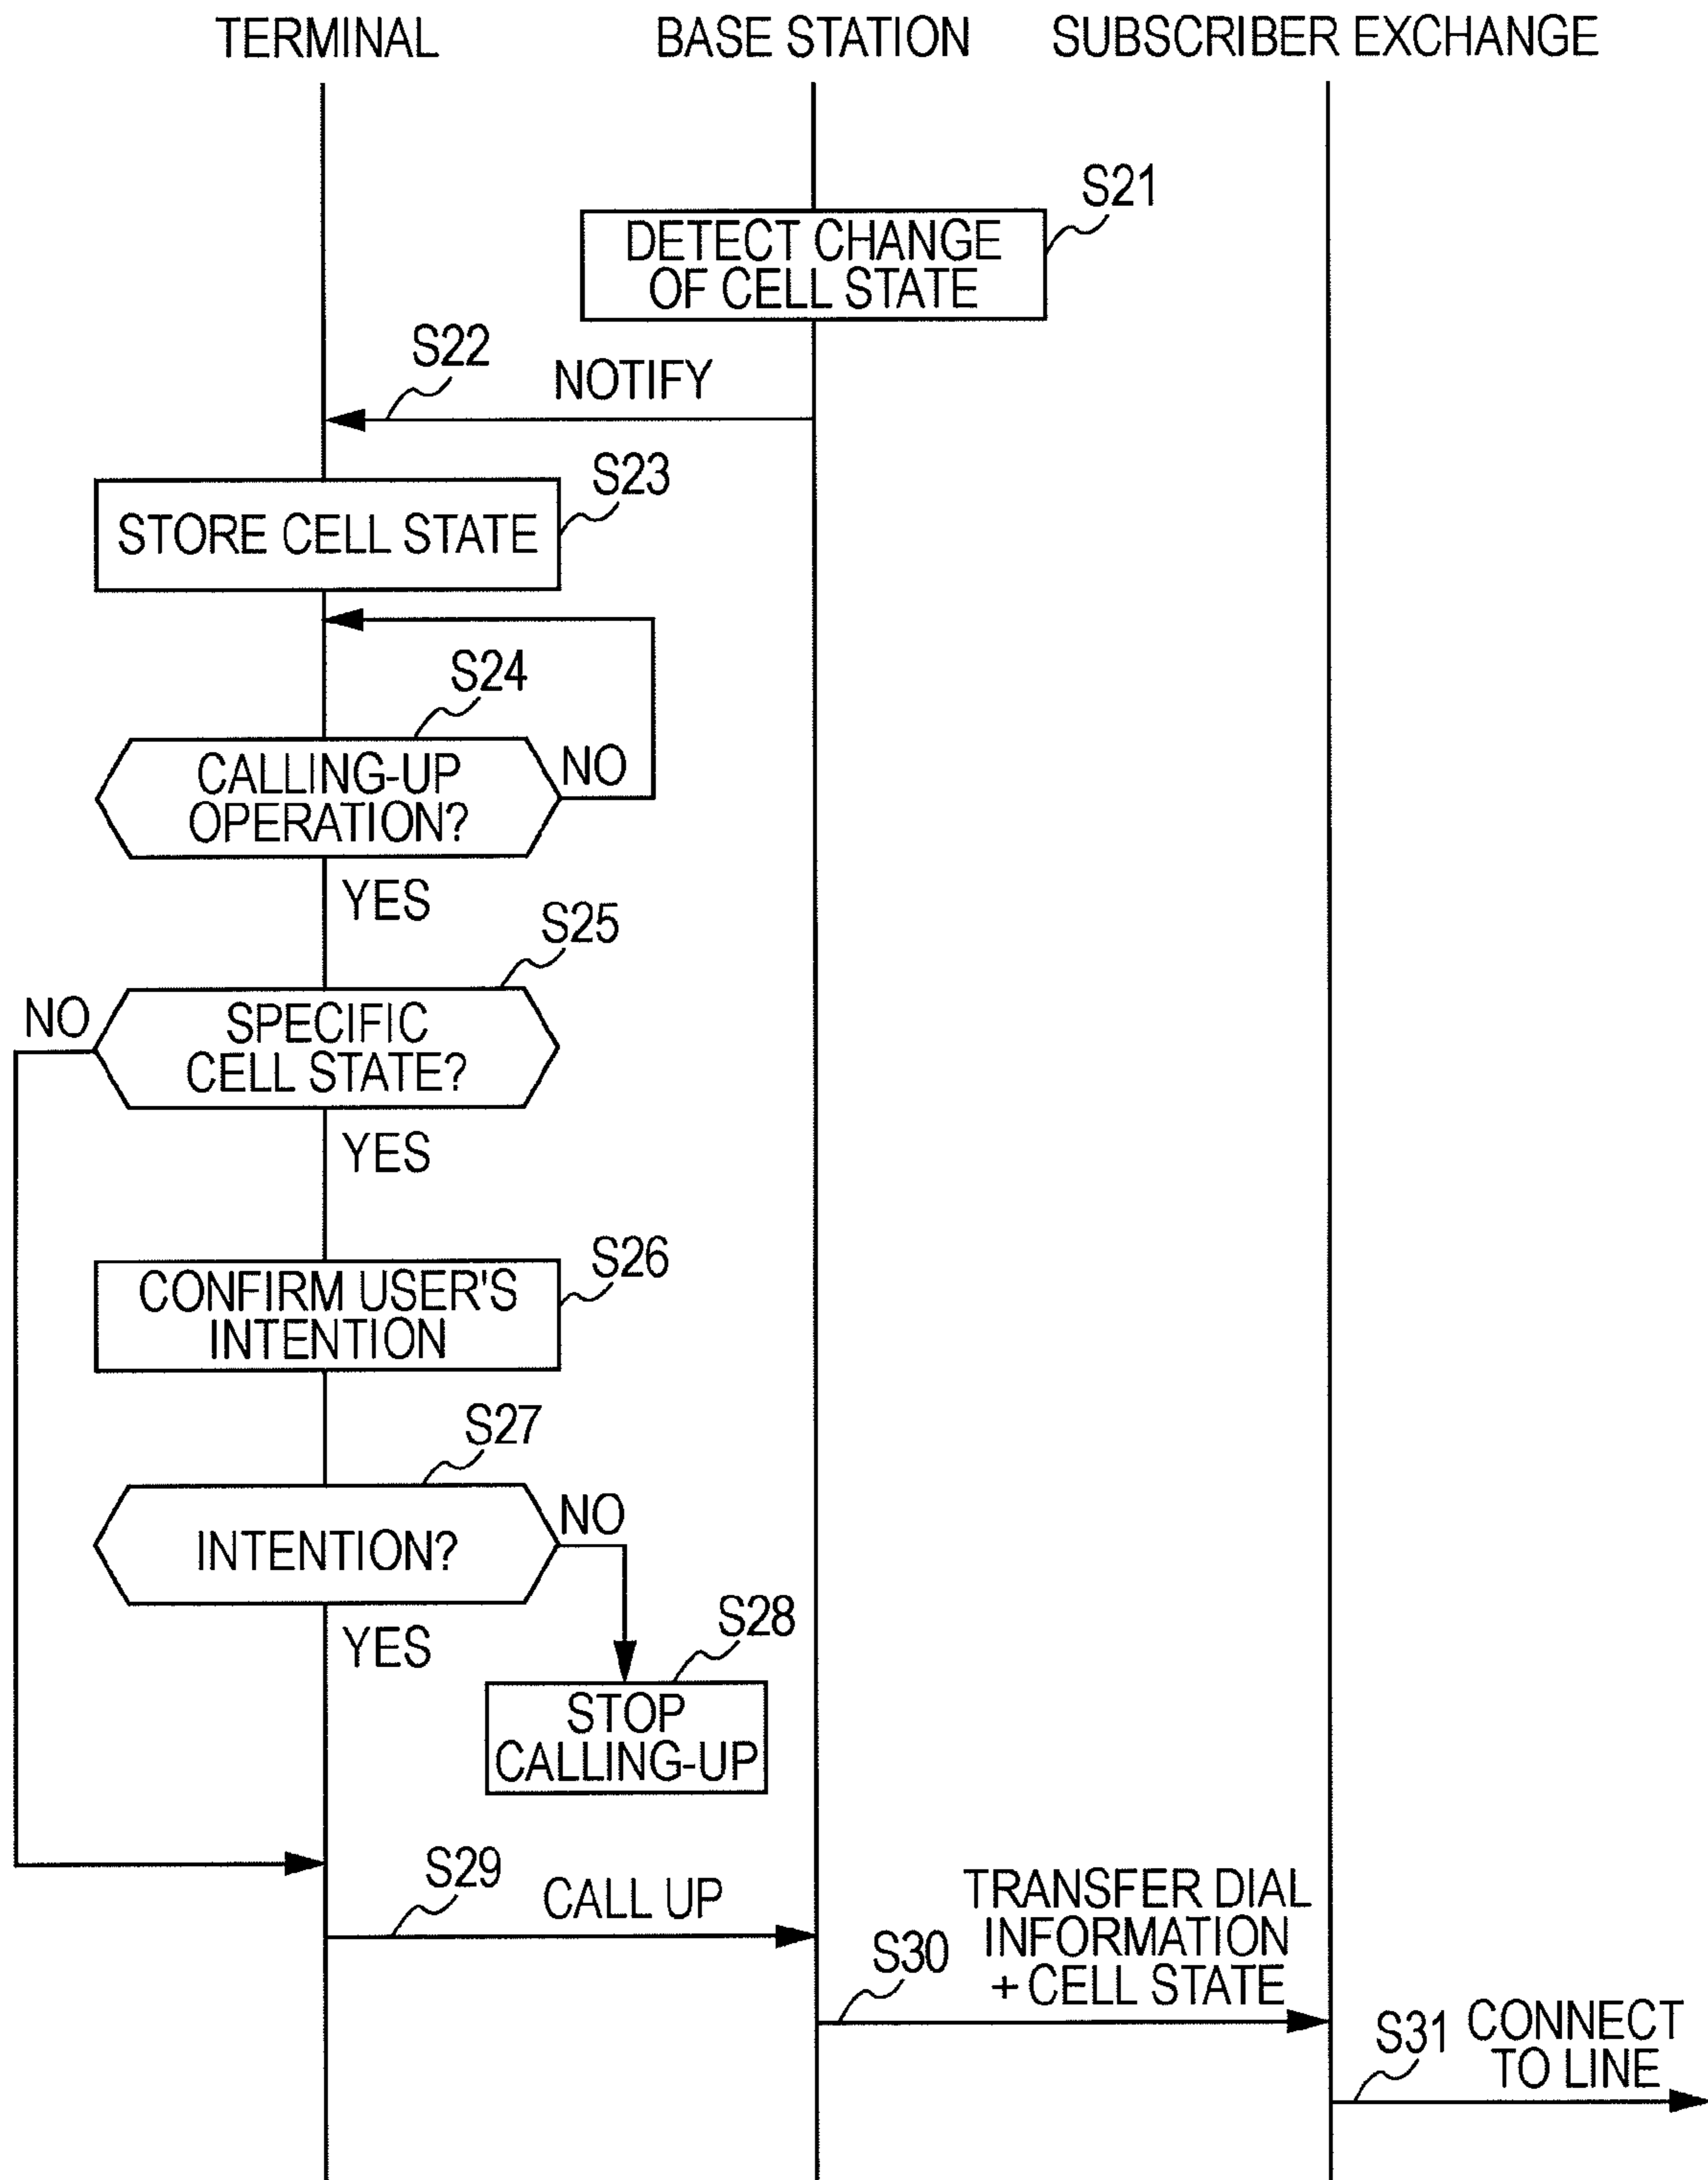 TERMINAL
BASE STATION
SUBSCRIBER EXCHANGE
S21
DETECT CHANGE
OF CELL STATE
S22
NOTIFY
S23
STORE CELL STATE
S24
CALLING-UP
OPERATION?
NO
YES
S25
NO
SPECIFIC
CELL STATE?
YES
S26
CONFIRM USER'S
INTENTION
S27
INTENTION?
NO
YES
S28
STOP
CALLING-UP
S29
CALL UP
S30
TRANSFER DIAL
INFORMATION
+ CELL STATE
S31
CONNECT
TO LINE